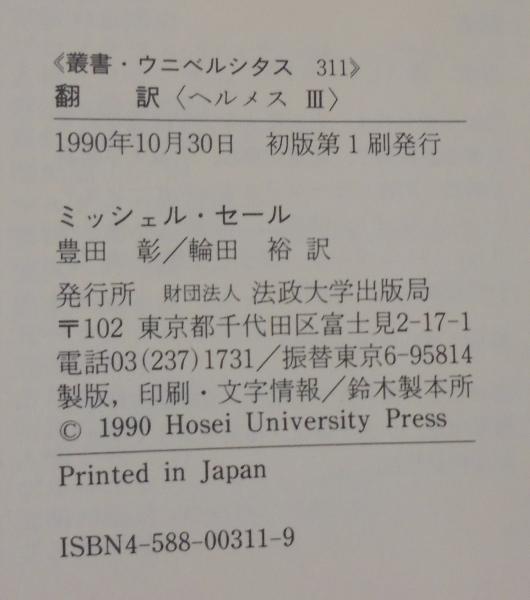 《叢書・ウニベルシタス 311》
翻　訳〈ヘルメス Ⅲ〉
1990年10月30日　初版第1刷発行
ミッシェル・セール
豊田　彰／輪田　裕 訳
発行所　財団法人 法政大学出版局
〒102 東京都千代田区富士見2-17-1
電話03(237)1731／振替東京6-95814
製版，印刷・文字情報／鈴木製本所
© 1990 Hosei University Press
Printed in Japan
ISBN4-588-00311-9